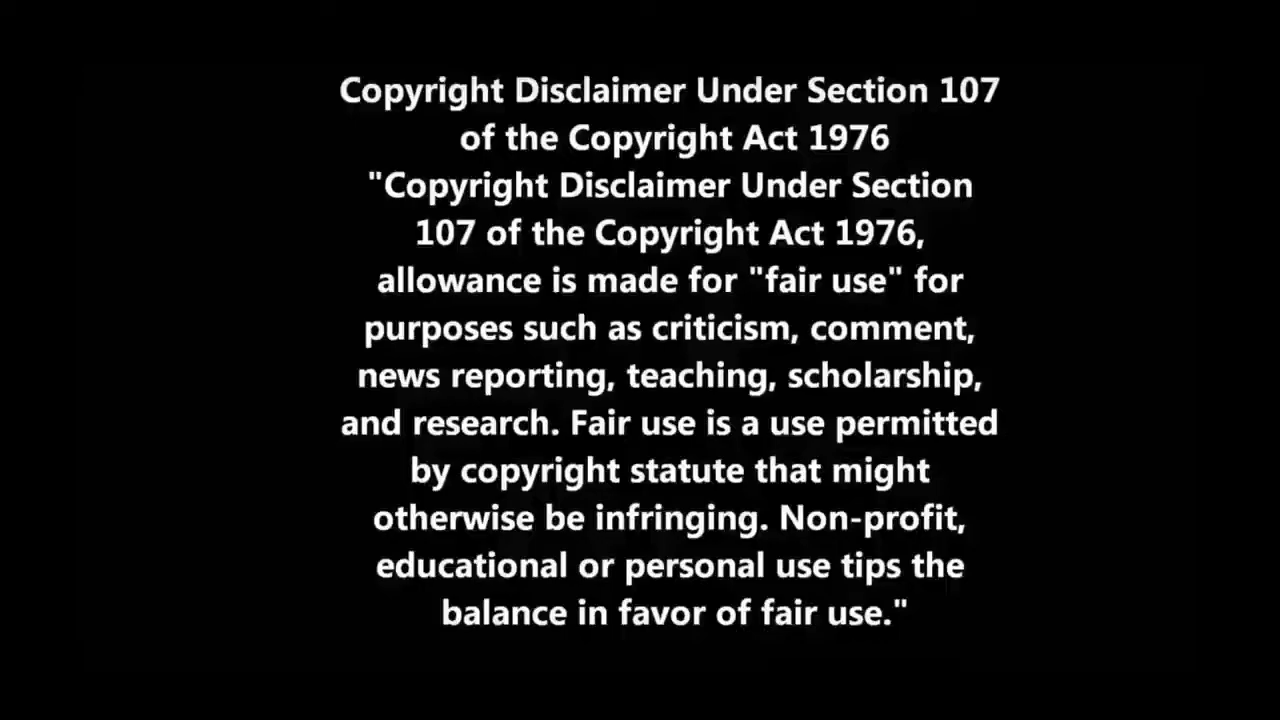 Copyright Disclaimer Under Section 107
of the Copyright Act 1976
"Copyright Disclaimer Under Section
107 of the Copyright Act 1976,
allowance is made for "fair use" for
purposes such as criticism, comment,
news reporting, teaching, scholarship,
and research. Fair use is a use permitted
by copyright statute that might
otherwise be infringing. Non-profit,
educational or personal use tips the
balance in favor of fair use."